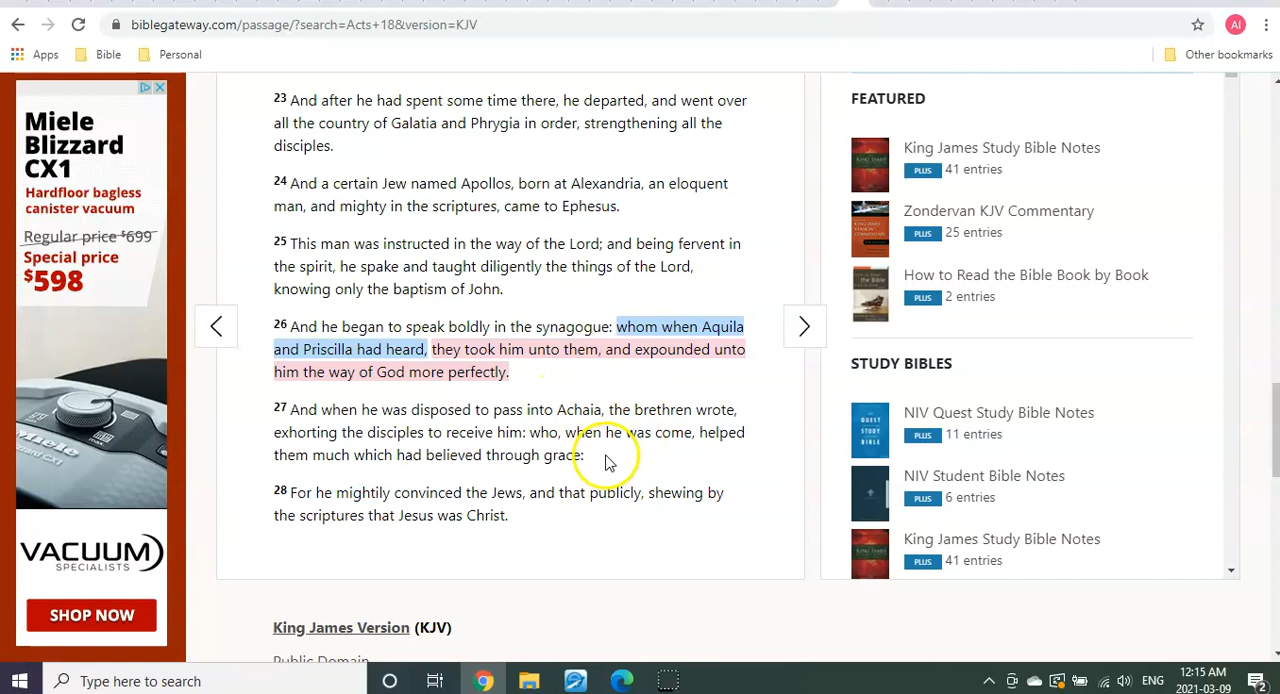 biblegateway.com/passage/?search=Acts+18&version=KJV
AI
Apps
Bible
Personal
Other bookmarks
Miele
Blizzard
CX1
Hardfloor bagless
canister vacuum
Regular price $699
Special price
$598
Miele
VACUUM
SPECIALISTS
SHOP NOW
23 And after he had spent some time there, he departed, and went over
all the country of Galatia and Phrygia in order, strengthening all the
disciples.
24 And a certain Jew named Apollos, born at Alexandria, an eloquent
man, and mighty in the scriptures, came to Ephesus.
25 This man was instructed in the way of the Lord; and being fervent in
the spirit, he spake and taught diligently the things of the Lord,
knowing only the baptism of John.
26 And he began to speak boldly in the synagogue: whom when Aquila
and Priscilla had heard, they took him unto them, and expounded unto
him the way of God more perfectly.
27 And when he was disposed to pass into Achaia, the brethren wrote,
exhorting the disciples to receive him: who, when he was come, helped
them much which had believed through grace:
28 For he mightily convinced the Jews, and that publicly, shewing by
the scriptures that Jesus was Christ.
King James Version (KJV)
Public Domain
FEATURED
King James Study Bible Notes
PLUS 41 entries
Zondervan KJV Commentary
PLUS 25 entries
How to Read the Bible Book by Book
PLUS 2 entries
STUDY BIBLES
NIV Quest Study Bible Notes
PLUS 11 entries
NIV Student Bible Notes
PLUS 6 entries
King James Study Bible Notes
PLUS 41 entries
Type here to search
ENG
12:15 AM
2021-03-09
2